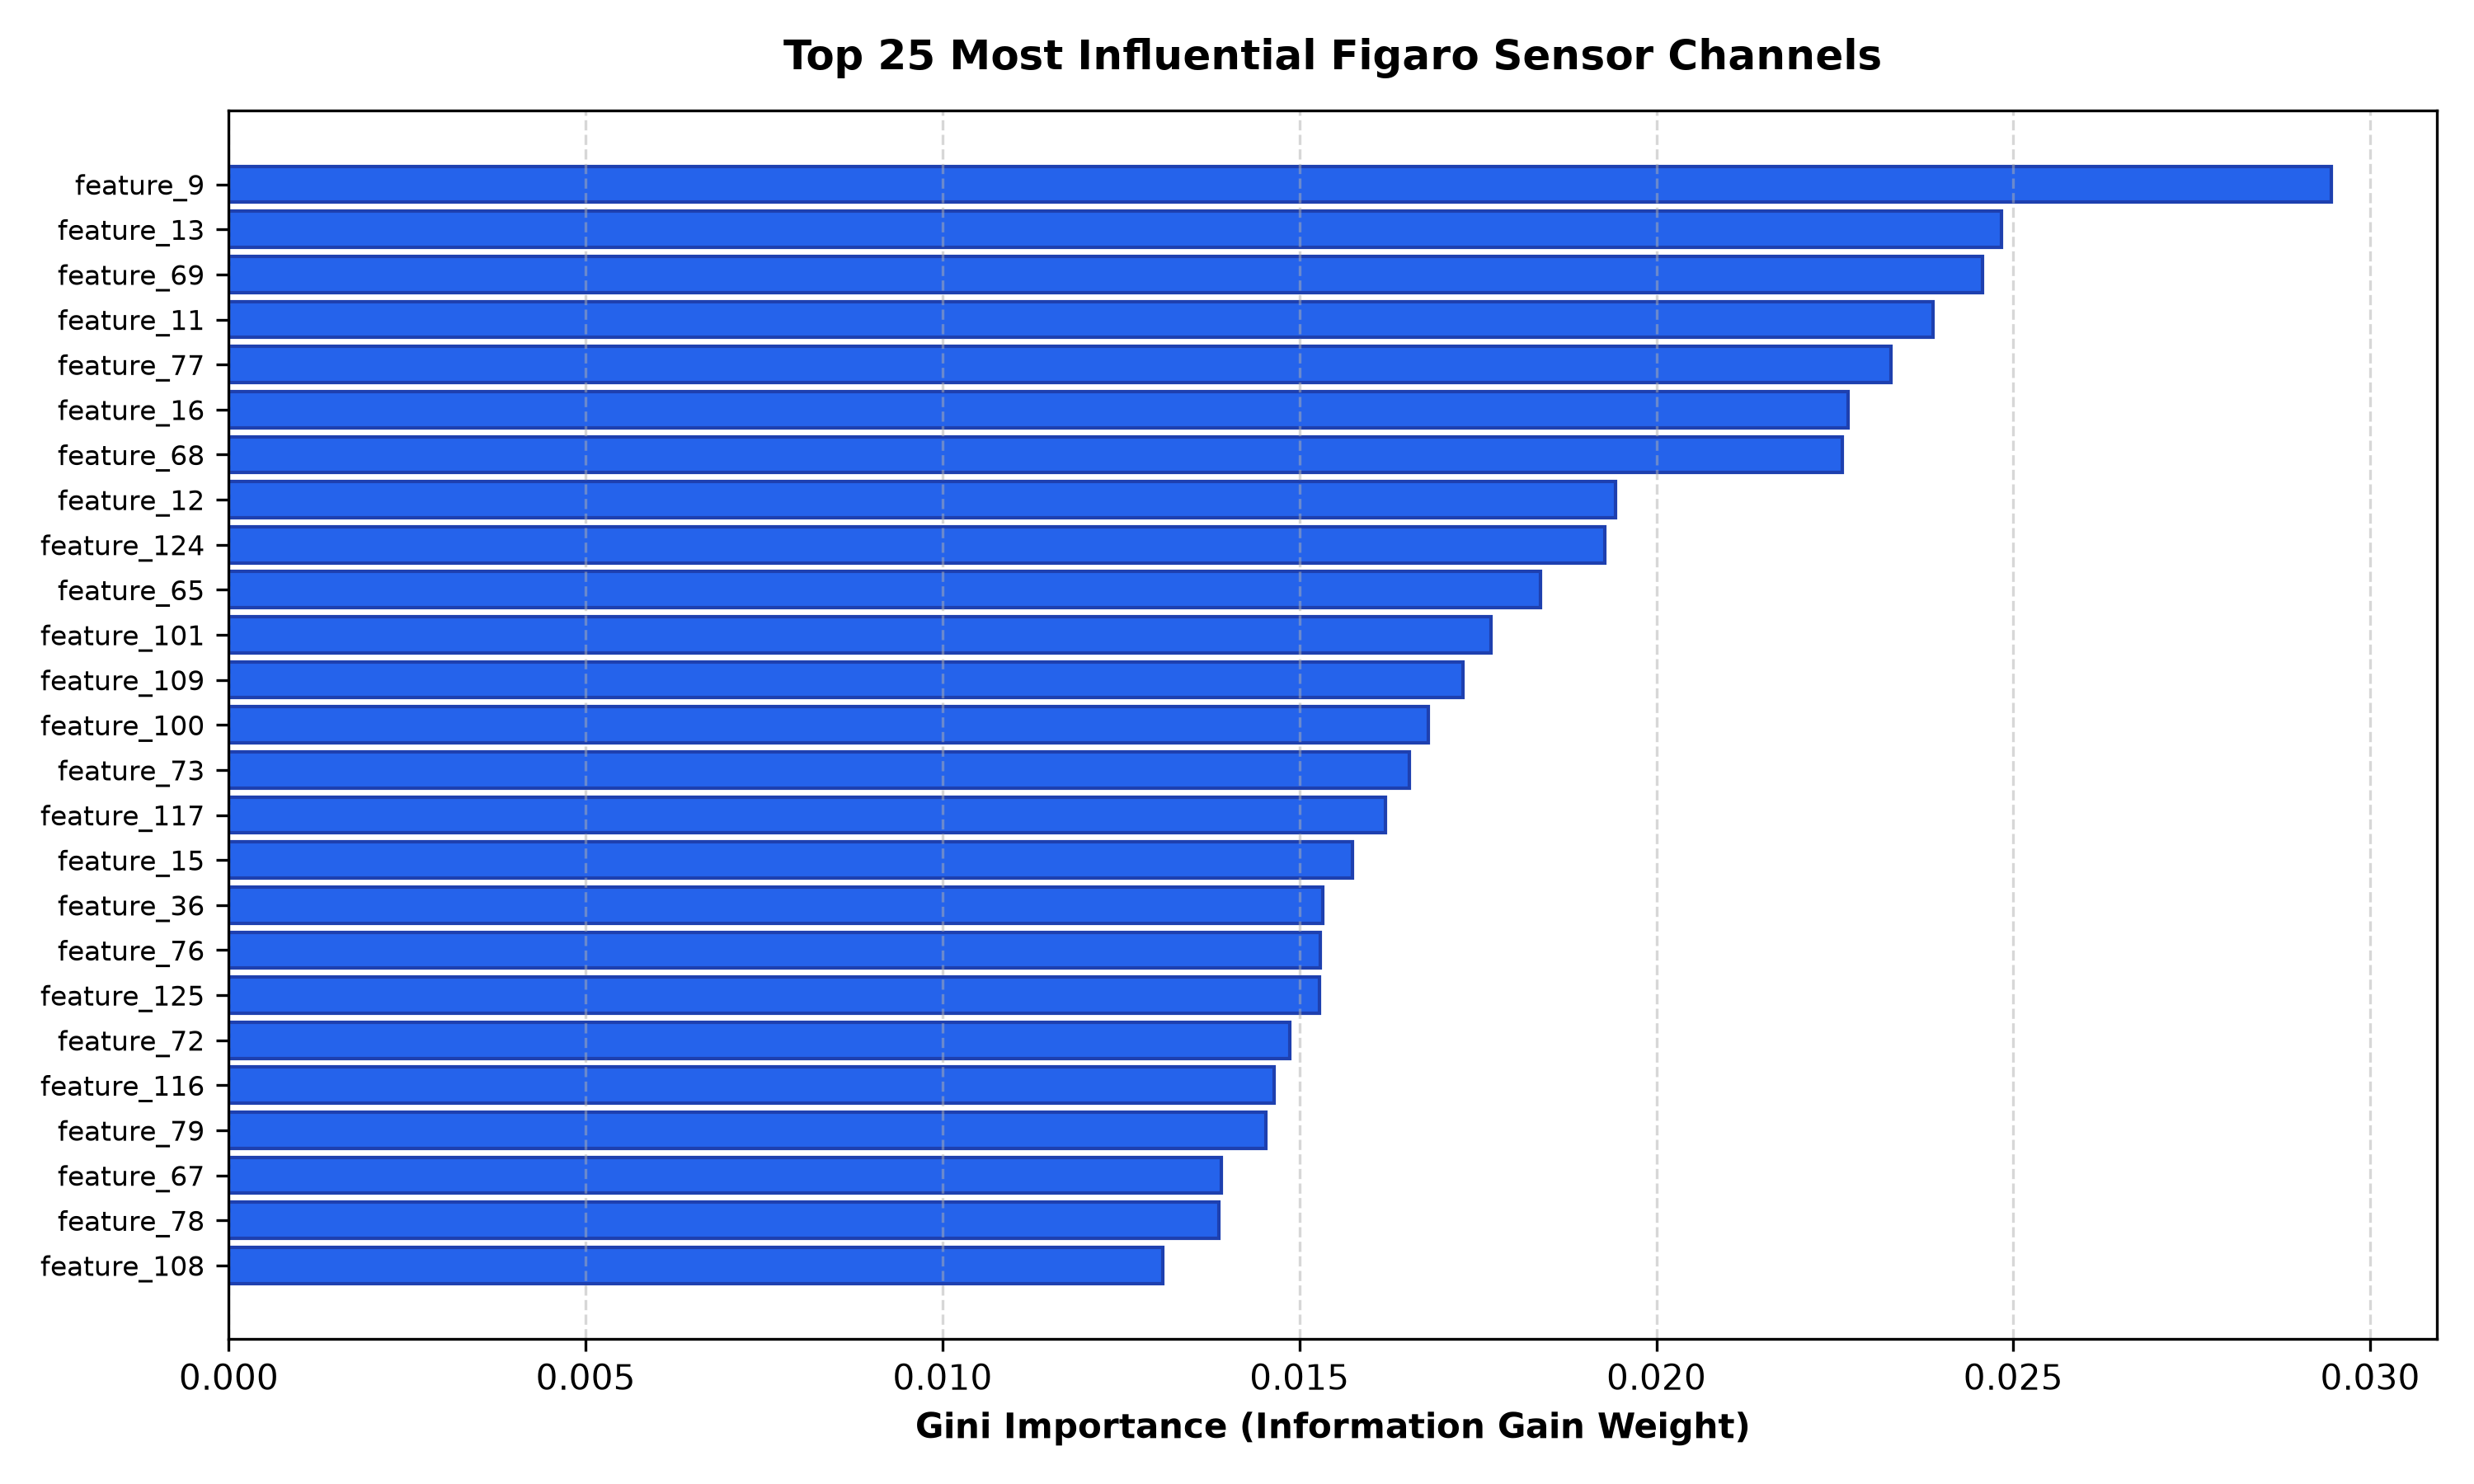 Top 25 Most Influential Figaro Sensor Channels
feature_9
feature_13
feature_69
feature_11
feature_77
feature_16
feature_68
feature_12
feature_124
feature_65
feature_101
feature_109
feature_100
feature_73
feature_117
feature_15
feature_36
feature_76
feature_125
feature_72
feature_116
feature_79
feature_67
feature_78
feature_108
0.000 0.005 0.010 0.015 0.020 0.025 0.030
Gini Importance (Information Gain Weight)